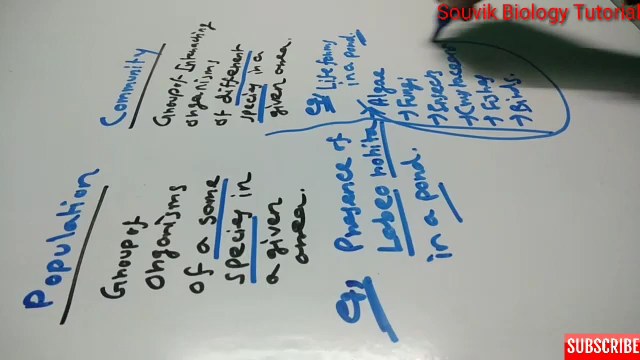 Souvik Biology Tutorial
Population
Group of
organisms
of a same
species in
a given
area.
eg, Presence of
Labeo rohita
in a pond.
Community
Group of Interacting
organisms
of different
species in a
given area.
eg, Life forms
in a pond.
→ Algae
→ Fungi
→ Insects
→ Crustaceans
→ Fishes
→ Birds.
SUBSCRIBE